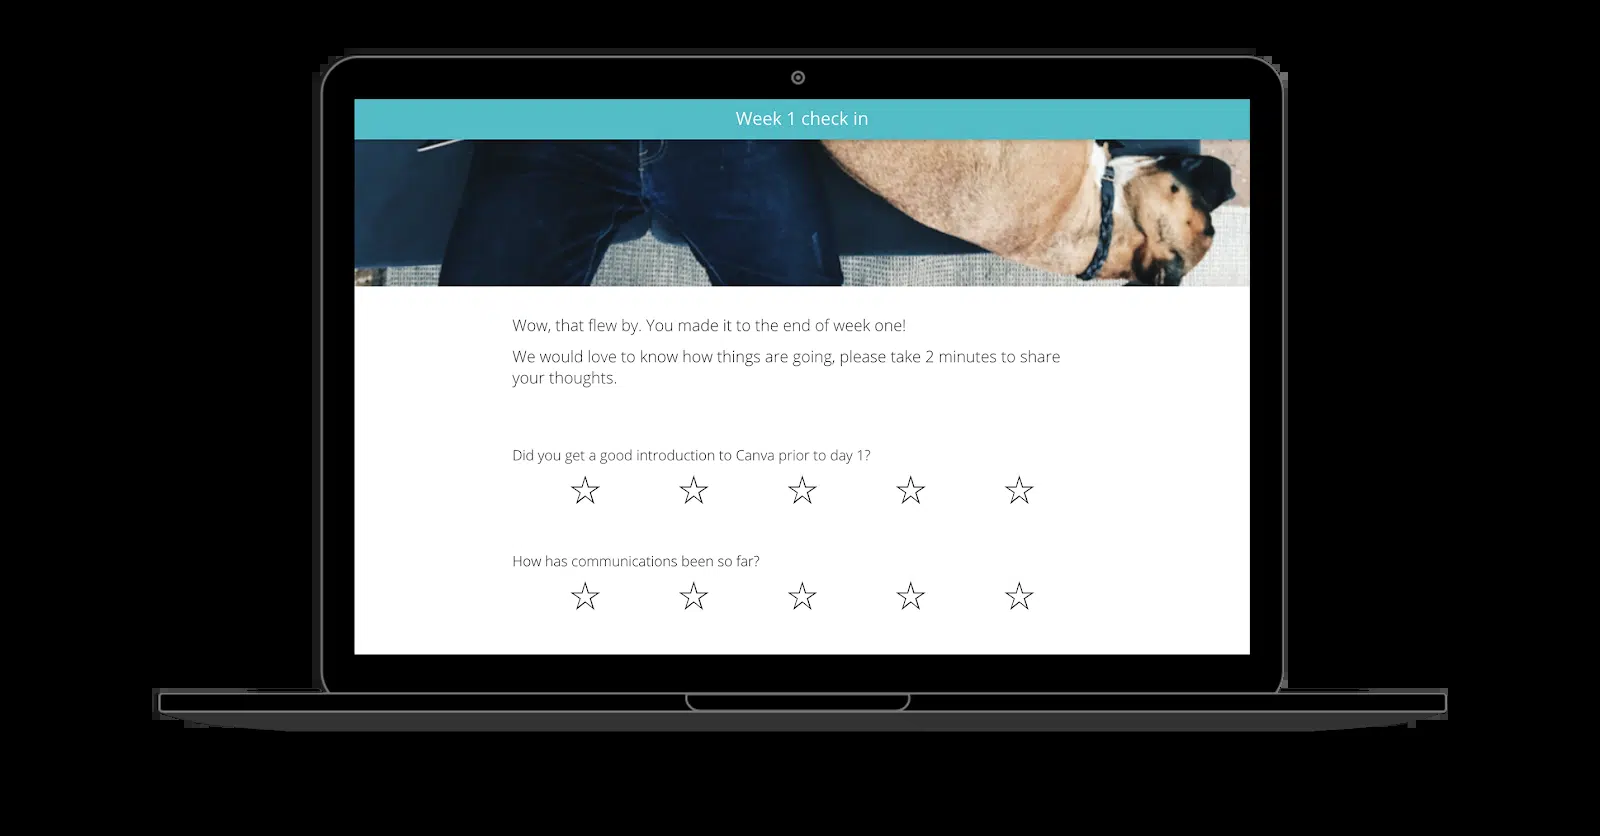 Week 1 check in
Wow, that flew by. You made it to the end of week one!
We would love to know how things are going, please take 2 minutes to share
your thoughts.
Did you get a good introduction to Canva prior to day 1?
How has communications been so far?